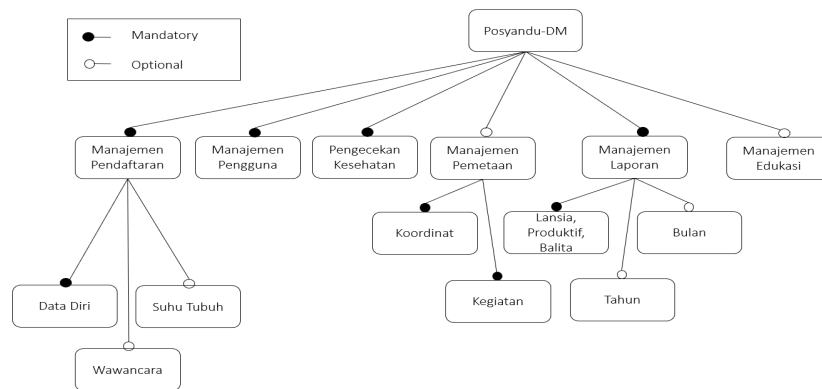 Mandatory
Optional
Posyandu-DM
Manajemen
Pendaftaran
Manajemen
Pengguna
Pengecekan
Kesehatan
Manajemen
Pemetaan
Manajemen
Laporan
Manajemen
Edukasi
Koordinat
Lansia,
Produktif,
Balita
Bulan
Data Diri
Suhu Tubuh
Kegiatan
Tahun
Wawancara